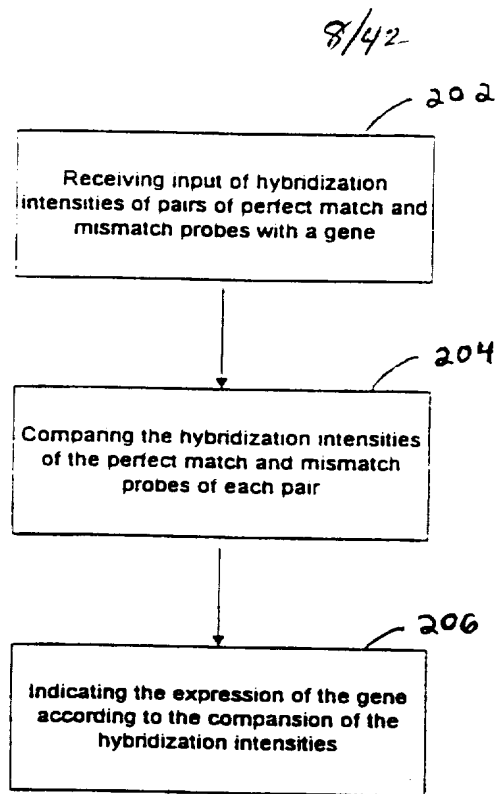 8/42
202
Receiving input of hybridization
intensities of pairs of perfect match and
mismatch probes with a gene
204
Comparing the hybridization intensities
of the perfect match and mismatch
probes of each pair
206
Indicating the expression of the gene
according to the compansion of the
hybridization intensities